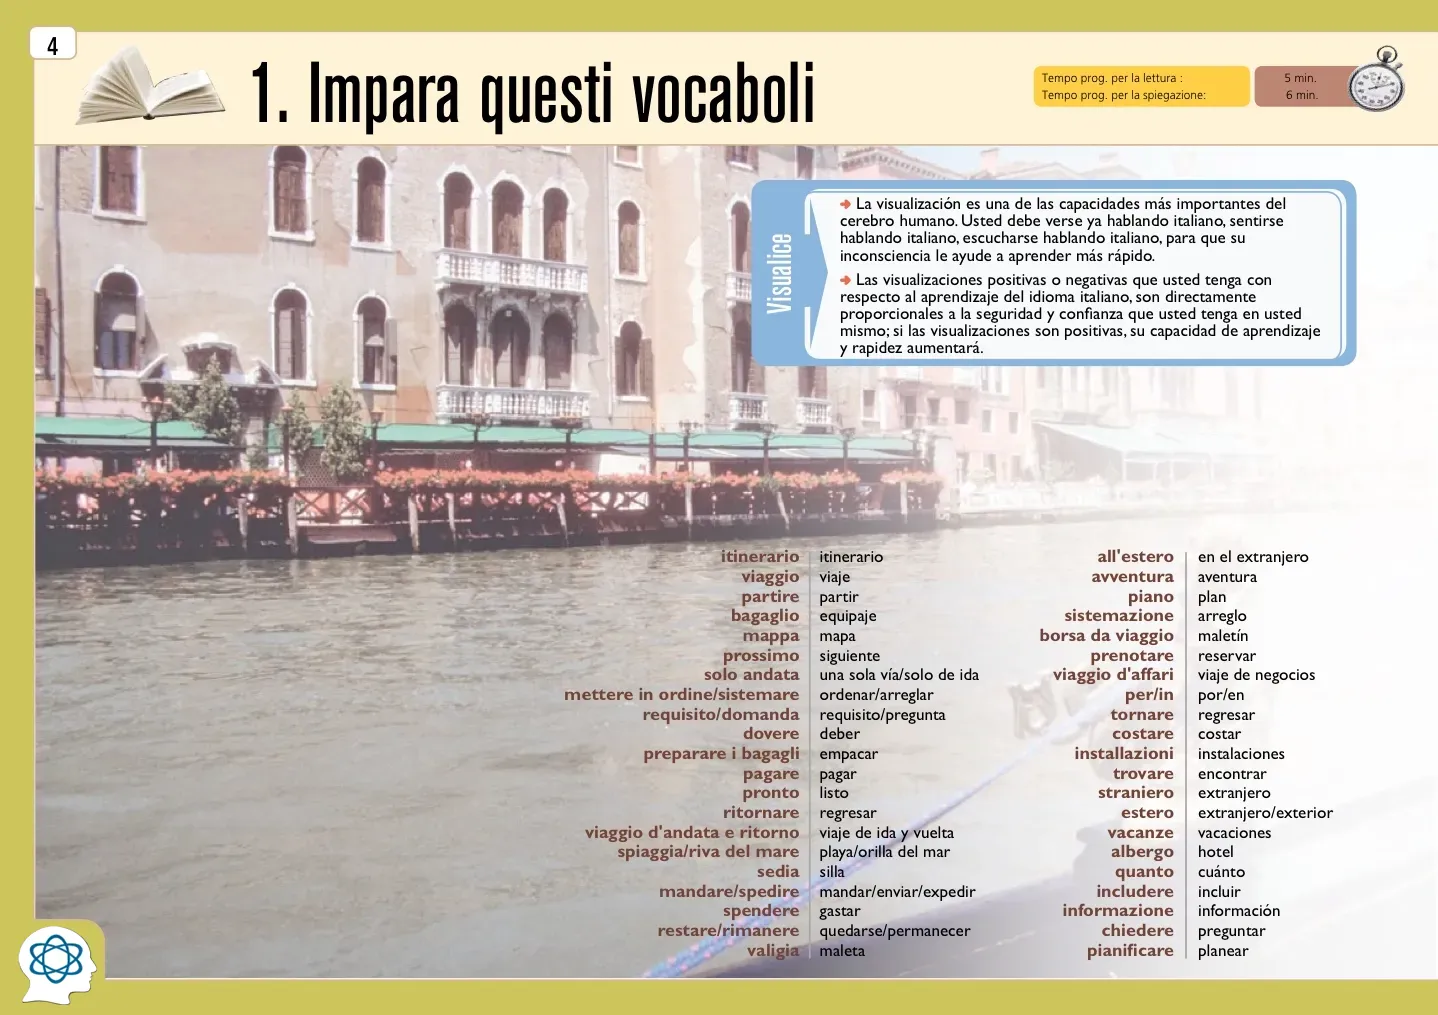 4
1. Impara questi vocaboli
Tempo prog. per la lectura :
5 min.
Tempo prog. per la spiegazione:
6 min.
Visualice
➜ La visualización es una de las capacidades más importantes del
cerebro humano. Usted debe verse ya hablando italiano, sentirse
hablando italiano, escucharse hablando italiano, para que su
inconsciencia le ayude a aprender más rápido.
➜ Las visualizaciones positivas o negativas que usted tenga con
respecto al aprendizaje del idioma italiano, son directamente
proporcionales a la seguridad y confianza que usted tenga en usted
mismo; si las visualizaciones son positivas, su capacidad de aprendizaje
y rapidez aumentará.
itinerario itinerario
viaggio viaje
partire partir
bagaglio equipaje
mappa mapa
prossimo siguiente
solo andata una sola vía/solo de ida
mettere in ordine/sistemare ordenar/arreglar
requisito/domanda requisito/pregunta
dovere deber
preparare i bagagli empacar
pagare pagar
pronto listo
ritornare regresar
viaggio d'andata e ritorno viaje de ida y vuelta
spiaggia/riva del mare playa/orilla del mar
sedia silla
mandare/spedire mandar/enviar/expedir
spendere gastar
restare/rimanere quedarse/permanecer
valigia maleta
all'estero en el extranjero
avventura aventura
piano plan
sistemazione arreglo
borsa da viaggio maletín
prenotare reservar
viaggio d'affari viaje de negocios
per/in por/en
tornare regresar
costare costar
installazioni instalaciones
trovare encontrar
straniero extranjero
estero extranjero/exterior
vacanze vacaciones
albergo hotel
quanto cuánto
includere incluir
informazione información
chiedere preguntar
pianificare planear